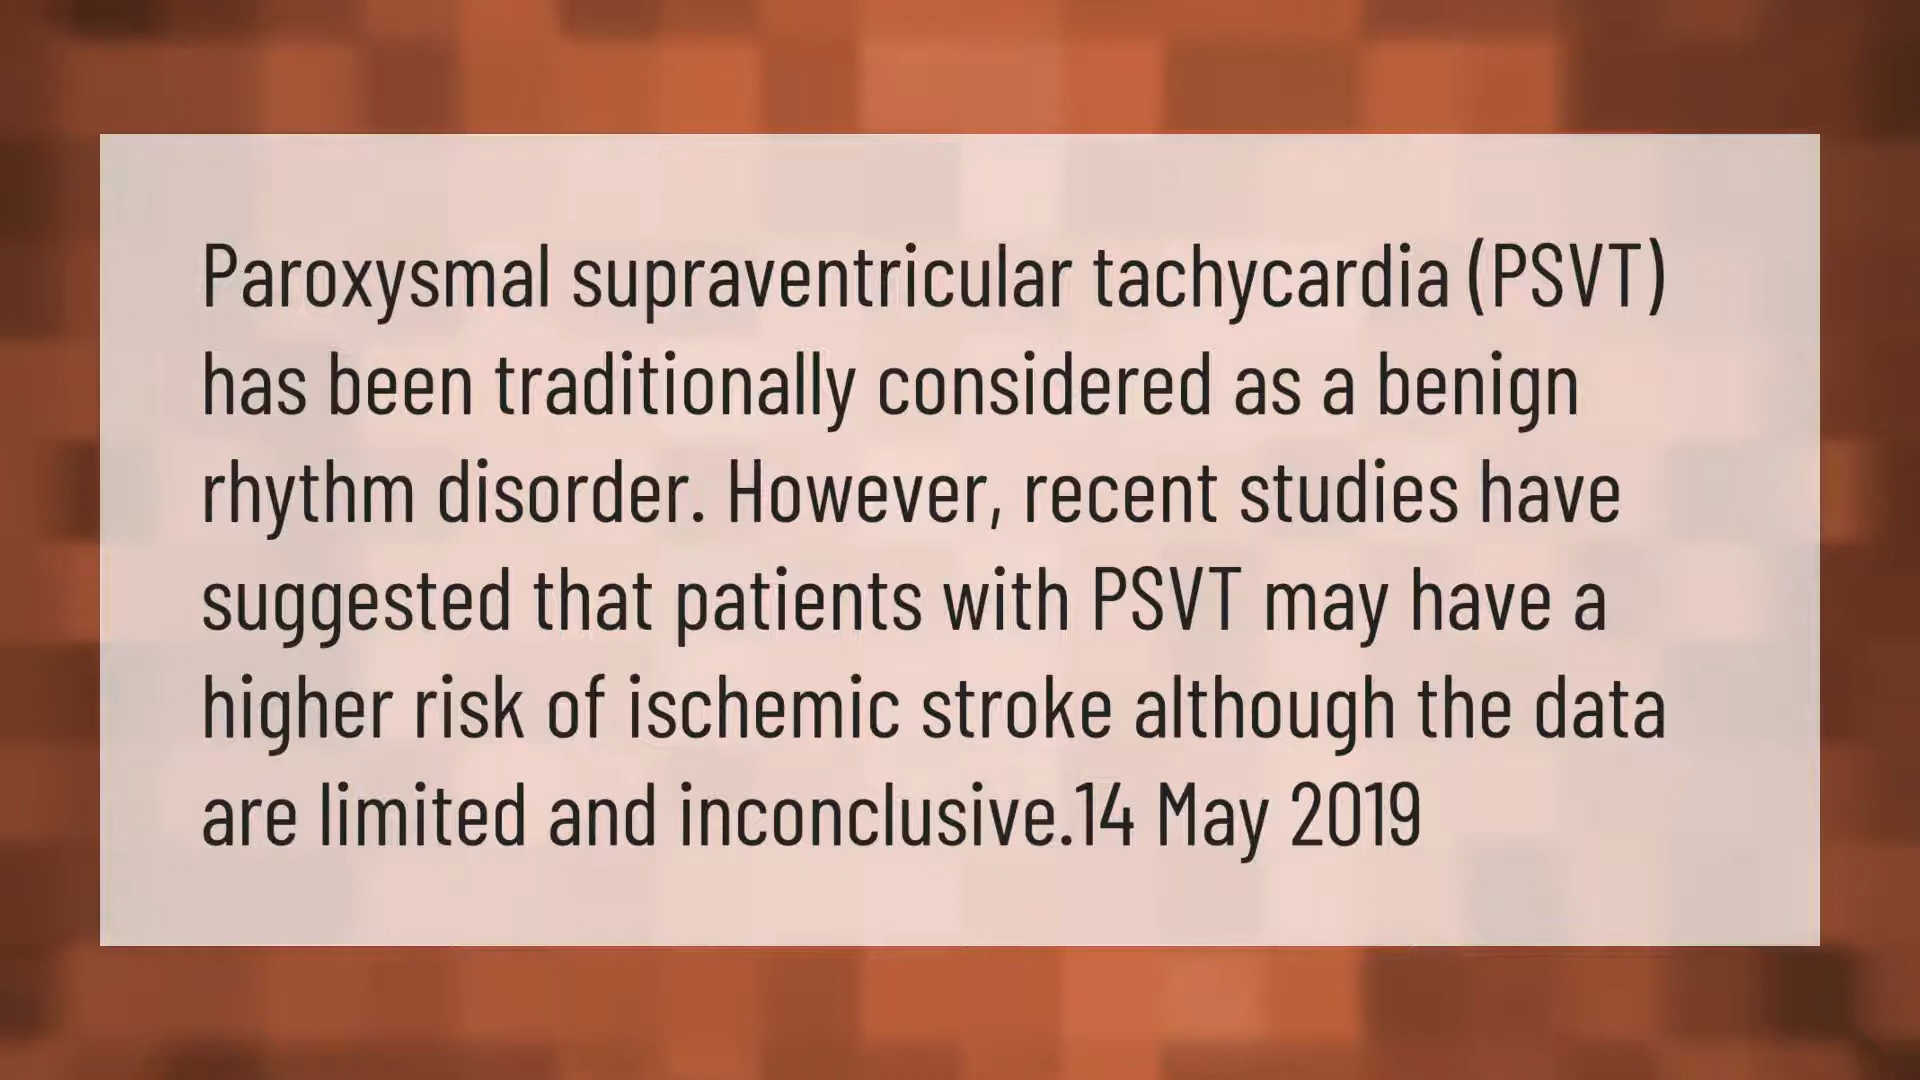 Paroxysmal supraventricular tachycardia (PSVT)
has been traditionally considered as a benign
rhythm disorder. However, recent studies have
suggested that patients with PSVT may have a
higher risk of ischemic stroke although the data
are limited and inconclusive.14 May 2019